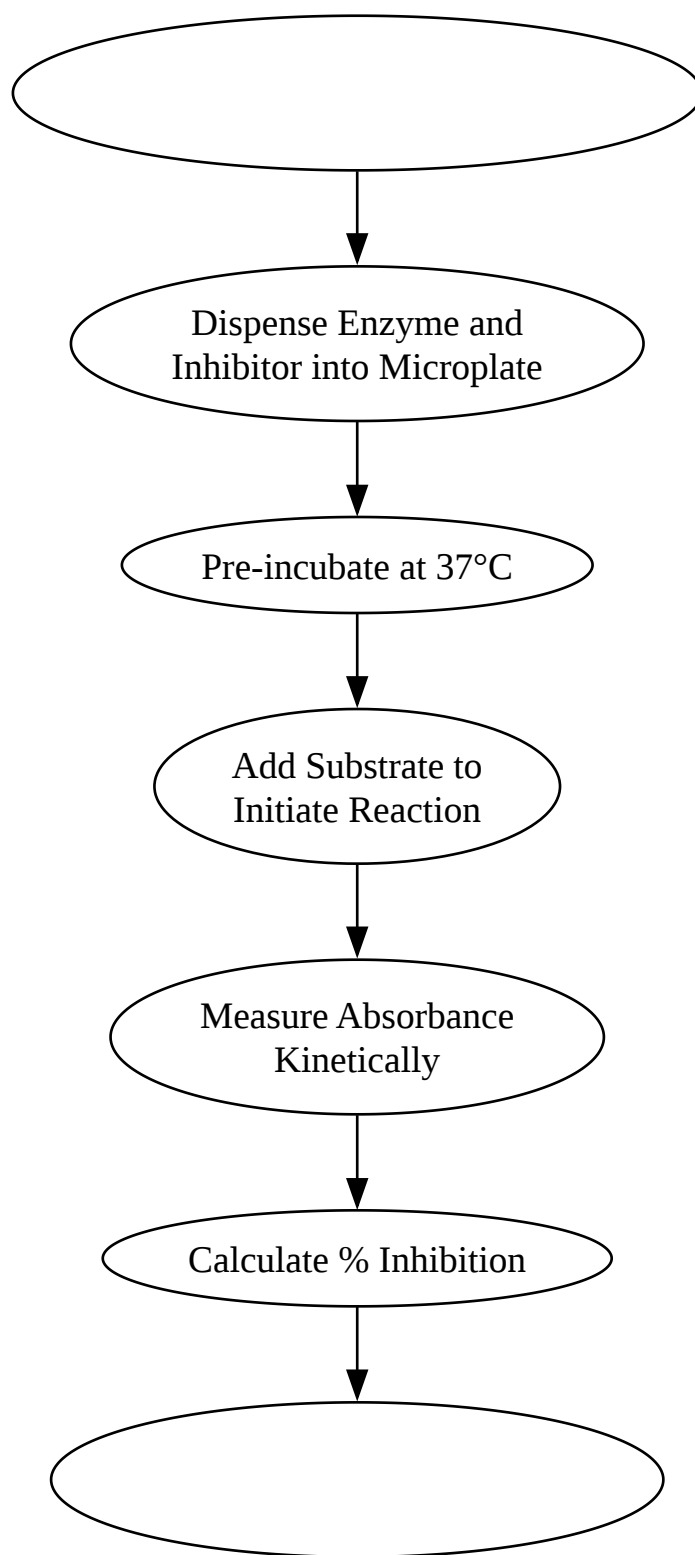 Dispense Enzyme and
Inhibitor into Microplate
Pre-incubate at 37°C
Add Substrate to
Initiate Reaction
Measure Absorbance
Kinetically
Calculate % Inhibition